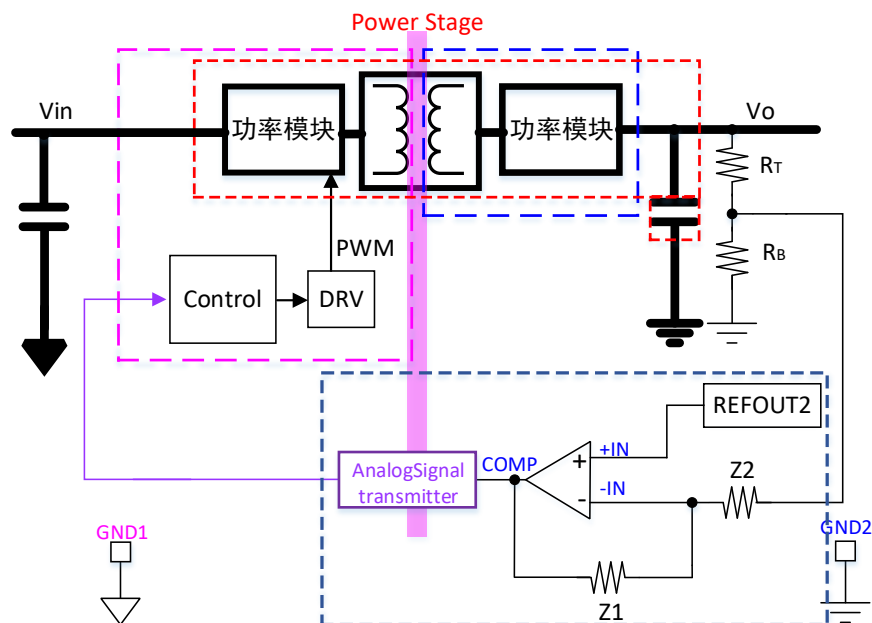 Power Stage
Vin
功率模块
功率模块
Vo
RT
PWM
RB
Control
DRV
REFOUT2
+IN
COMP
AnalogSignal
transmitter
+
-
-IN
Z2
GND1
GND2
Z1